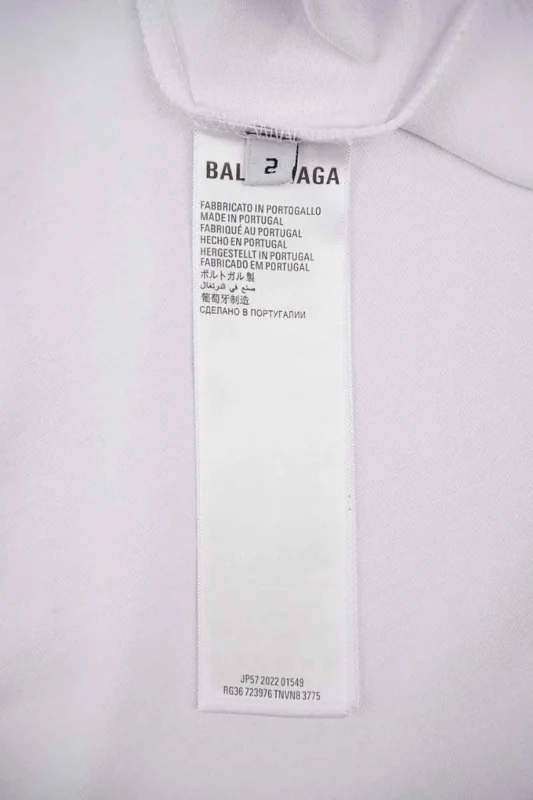 BAL AGA
2
FABBRICATO IN PORTOGALLO
MADE IN PORTUGAL
FABRIQUÉ AU PORTUGAL
HECHO EN PORTUGAL
HERGESTELLT IN PORTUGAL
FABRICADO EM PORTUGAL
ポルトガル製
صنع في الدرتغال
葡萄牙制造
СДЕЛАНО В ПОРТУГАЛИИ
JP57 2022 01549
RG36 723976 TNVN8 3775